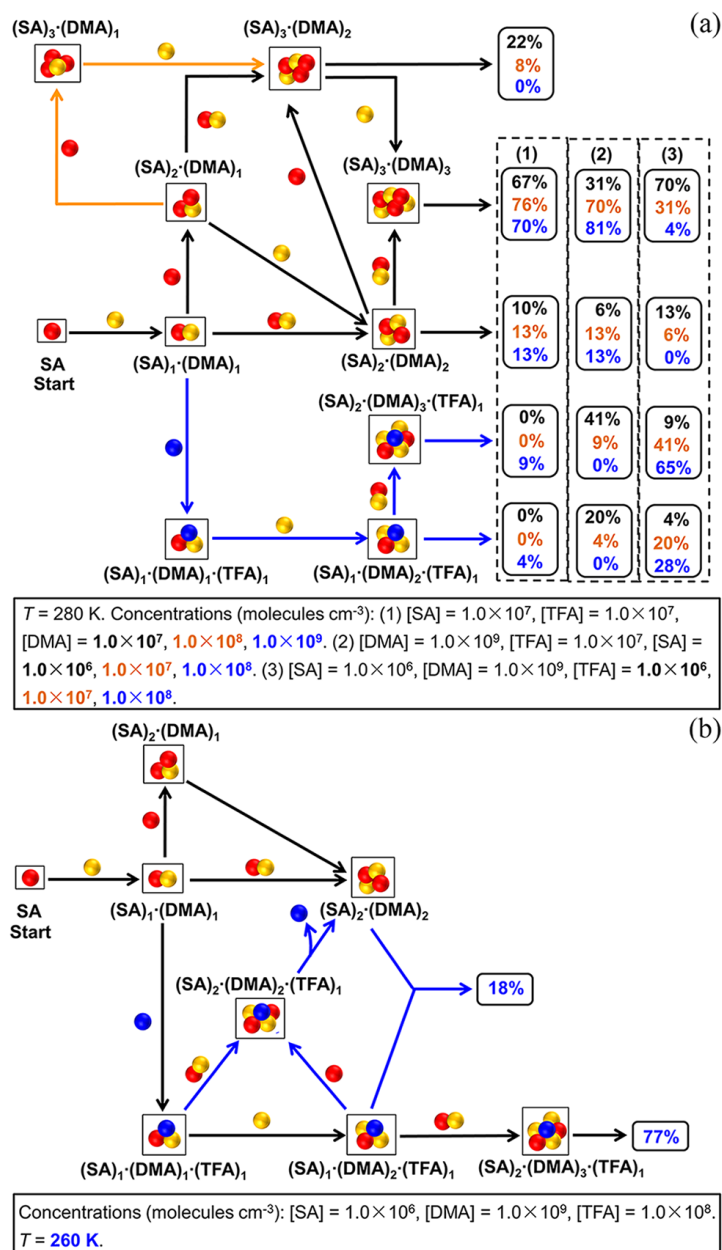 (a)
(SA)₃·(DMA)₁
(SA)₃·(DMA)₂
22%
8%
0%
(SA)₂·(DMA)₁
(SA)₃·(DMA)₃
(1) (2) (3)
67% 31% 70%
76% 70% 31%
70% 81% 4%
SA
Start
(SA)₁·(DMA)₁
(SA)₂·(DMA)₂
10% 6% 13%
13% 13% 6%
13% 13% 0%
(SA)₂·(DMA)₃·(TFA)₁
0% 41% 9%
0% 9% 41%
9% 0% 65%
(SA)₁·(DMA)₁·(TFA)₁
(SA)₁·(DMA)₂·(TFA)₁
0% 20% 4%
0% 4% 20%
4% 0% 28%
T = 280 K. Concentrations (molecules cm⁻³): (1) [SA] = 1.0×10⁷, [TFA] = 1.0×10⁷,
[DMA] = 1.0×10⁷, 1.0×10⁸, 1.0×10⁹. (2) [DMA] = 1.0×10⁹, [TFA] = 1.0×10⁷, [SA] =
1.0×10⁶, 1.0×10⁷, 1.0×10⁸. (3) [SA] = 1.0×10⁶, [DMA] = 1.0×10⁹, [TFA] = 1.0×10⁶,
1.0×10⁷, 1.0×10⁸.
(b)
(SA)₂·(DMA)₁
SA
Start
(SA)₁·(DMA)₁
(SA)₂·(DMA)₂
(SA)₂·(DMA)₂·(TFA)₁
18%
(SA)₁·(DMA)₁·(TFA)₁
(SA)₁·(DMA)₂·(TFA)₁
(SA)₂·(DMA)₃·(TFA)₁
77%
Concentrations (molecules cm⁻³): [SA] = 1.0×10⁶, [DMA] = 1.0×10⁹, [TFA] = 1.0×10⁸.
T = 260 K.